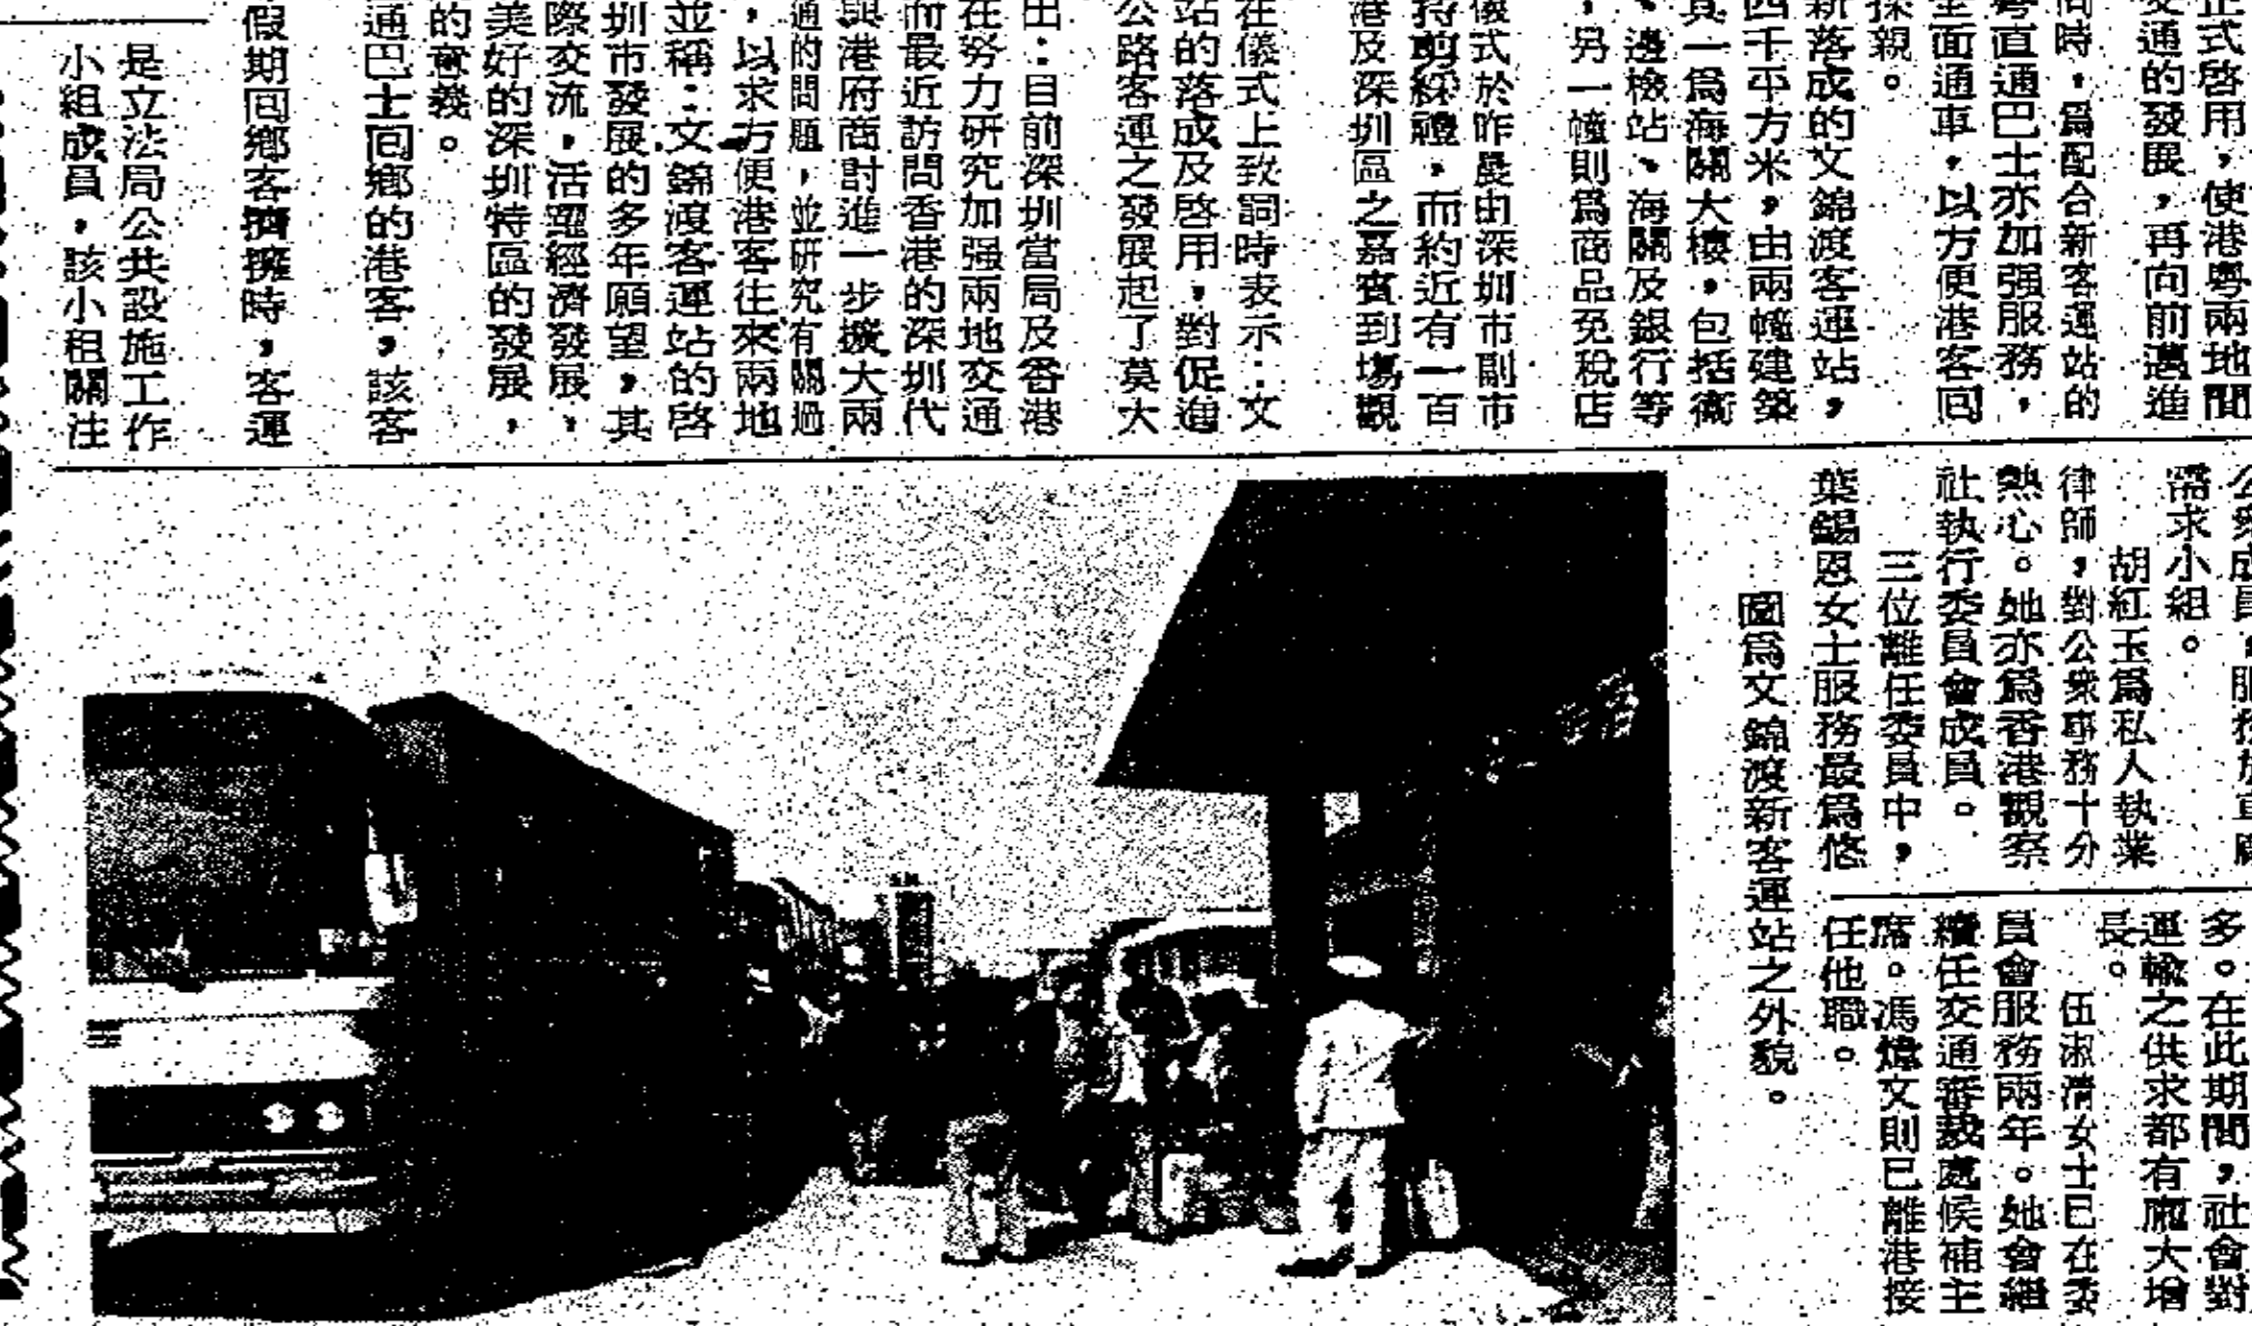 正式啓用，使港粵兩地間
交通的發展，再向前邁進
同時，爲配合新客運站的
粵直通巴士亦加强服務，
全面通車，以方便港客囘
探親。
新落成的文錦渡客運站，
四千平方米，由兩幢建築
其一爲海關大樓，包括衞
、邊檢站、海關及銀行等
，另一幢則爲商品免稅店
儀式於昨晨由深圳市副市
持剪綵禮，而約近有一百
港及深圳區之嘉賓到塲觀
在儀式上致詞時表示：文
站的落成及啓用，對促進
公路客運之發展起了莫大
出：目前深圳當局及香港
在努力研究加强兩地交通
而最近訪問香港的深圳代
與港府商討進一步擴大兩
通的問題，並研究有關過
，以求方便港客往來兩地
並稱：文錦渡客運站的啓
圳市發展的多年願望，其
際交流，活躍經濟發展，
美好的深圳特區的發展，
的意義。
通巴士囘鄉的港客，該客
假期囘鄉客擠擁時，客運
是立法局公共設施工作
小組成員，該小組關注
公衆成員，服務於
需求小組。
胡紅玉爲私人執業
律師，對公衆事務十分
熱心。她亦爲香港觀察
社執行委員會成員。
三位離任委員中，
葉錫恩女士服務最爲悠
多。在此期間，社會對
運輸之供求都有龐大增
長。
伍淑清女士已在委
員會服務兩年。她會繼
續任交通審裁處候補主
席。馮煒文則已離港接
任他職。
圖爲文錦渡新客運站之外貌。